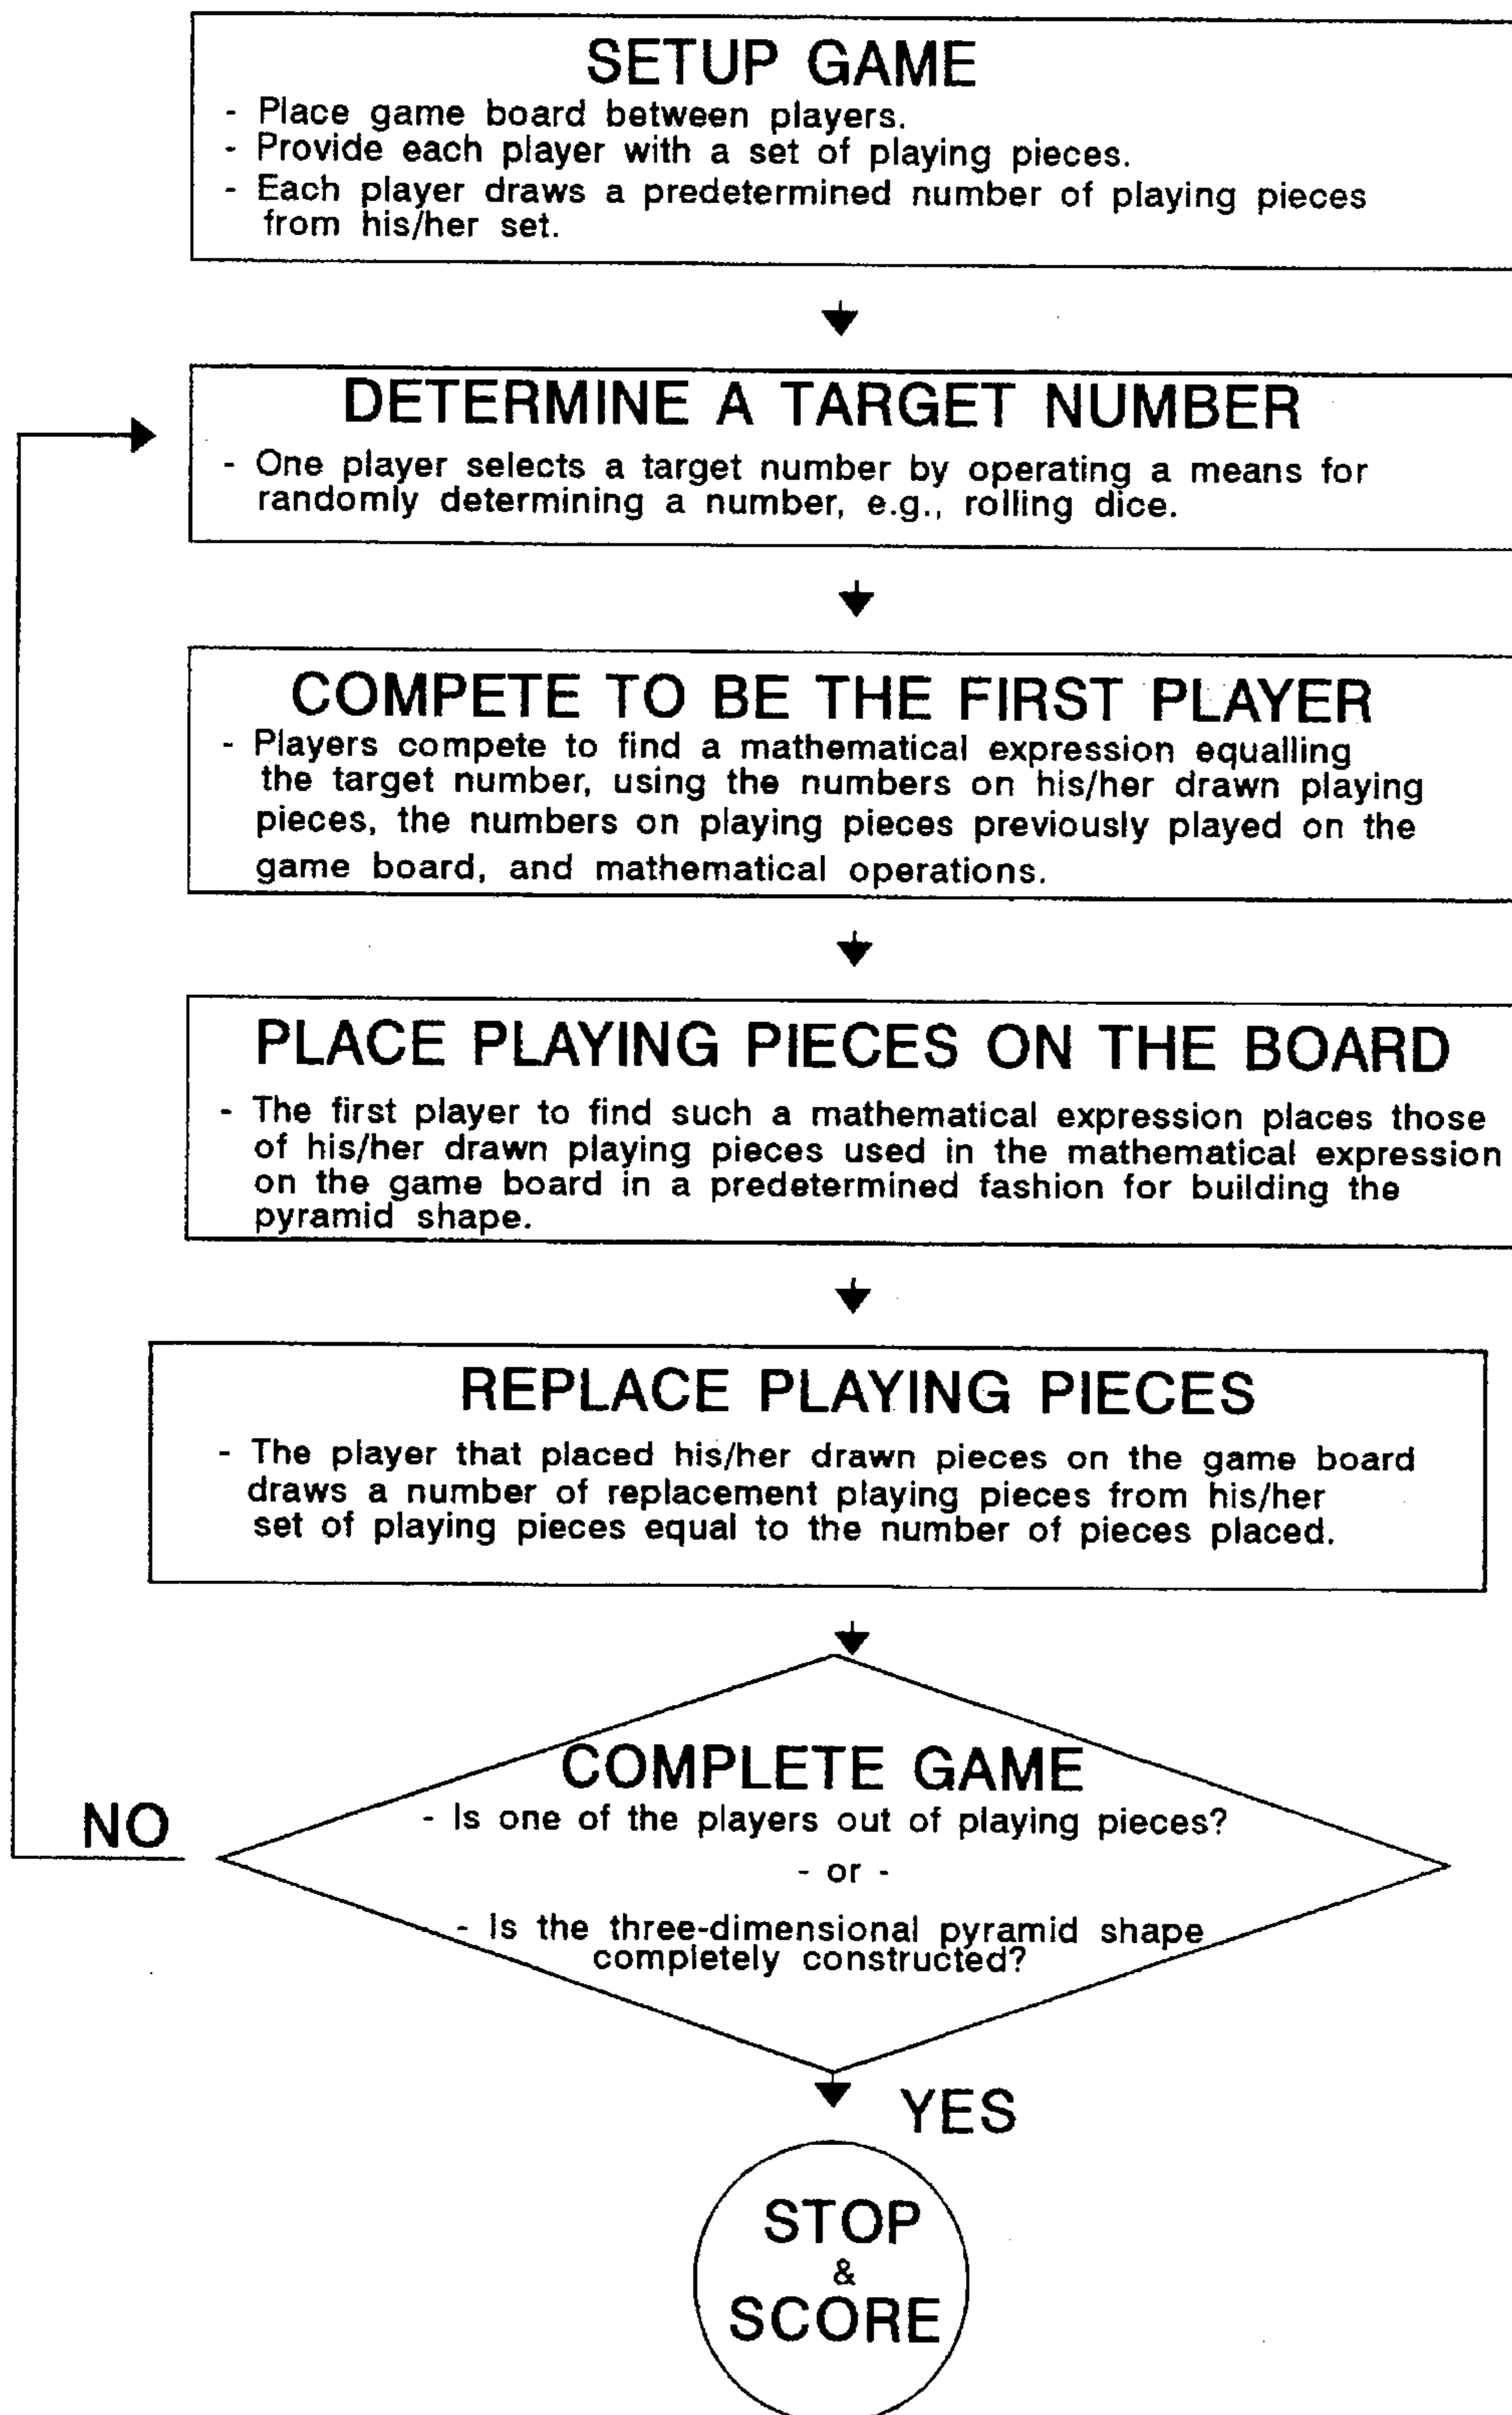 SETUP GAME
- Place game board between players.
- Provide each player with a set of playing pieces.
- Each player draws a predetermined number of playing pieces
from his/her set.
DETERMINE A TARGET NUMBER
- One player selects a target number by operating a means for
randomly determining a number, e.g., rolling dice.
COMPETE TO BE THE FIRST PLAYER
- Players compete to find a mathematical expression equalling
the target number, using the numbers on his/her drawn playing
pieces, the numbers on playing pieces previously played on the
game board, and mathematical operations.
PLACE PLAYING PIECES ON THE BOARD
- The first player to find such a mathematical expression places those
of his/her drawn playing pieces used in the mathematical expression
on the game board in a predetermined fashion for building the
pyramid shape.
REPLACE PLAYING PIECES
- The player that placed his/her drawn pieces on the game board
draws a number of replacement playing pieces from his/her
set of playing pieces equal to the number of pieces placed.
COMPLETE GAME
- Is one of the players out of playing pieces?
- or -
- Is the three-dimensional pyramid shape
completely constructed?
NO
YES
STOP
&
SCORE